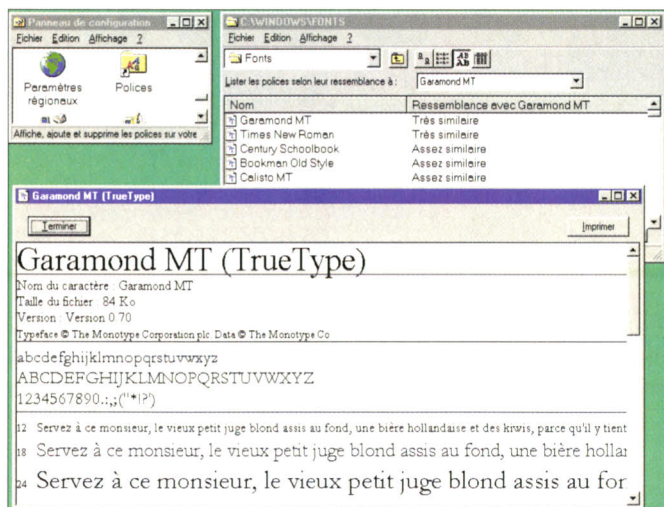 Panneau de configuration
Fichier Edition Affichage ?
Paramètres régionaux
Polices
Affiche, ajoute et supprime les polices sur votre
C:\WINDOWS\FONTS
Fichier Edition Affichage ?
Fonts
Lister les polices selon leur ressemblance à : Garamond MT
Nom Ressemblance avec Garamond MT
Garamond MT Très similaire
Times New Roman Très similaire
Century Schoolbook Assez similaire
Bookman Old Style Assez similaire
Calisto MT Assez similaire
Garamond MT (TrueType)
Terminer Imprimer
Garamond MT (TrueType)
Nom du caractère : Garamond MT
Taille du fichier : 84 Ko
Version : Version 0.70
Typeface © The Monotype Corporation plc. Data © The Monotype Co
abcdefghijklmnopqrstuvwxyz
ABCDEFGHIJKLMNOPQRSTUVWXYZ
1234567890.:,;("*!?')
12 Servez à ce monsieur, le vieux petit juge blond assis au fond, une bière hollandaise et des kiwis, parce qu'il y tient
18 Servez à ce monsieur, le vieux petit juge blond assis au fond, une bière hollan
24 Servez à ce monsieur, le vieux petit juge blond assis au for